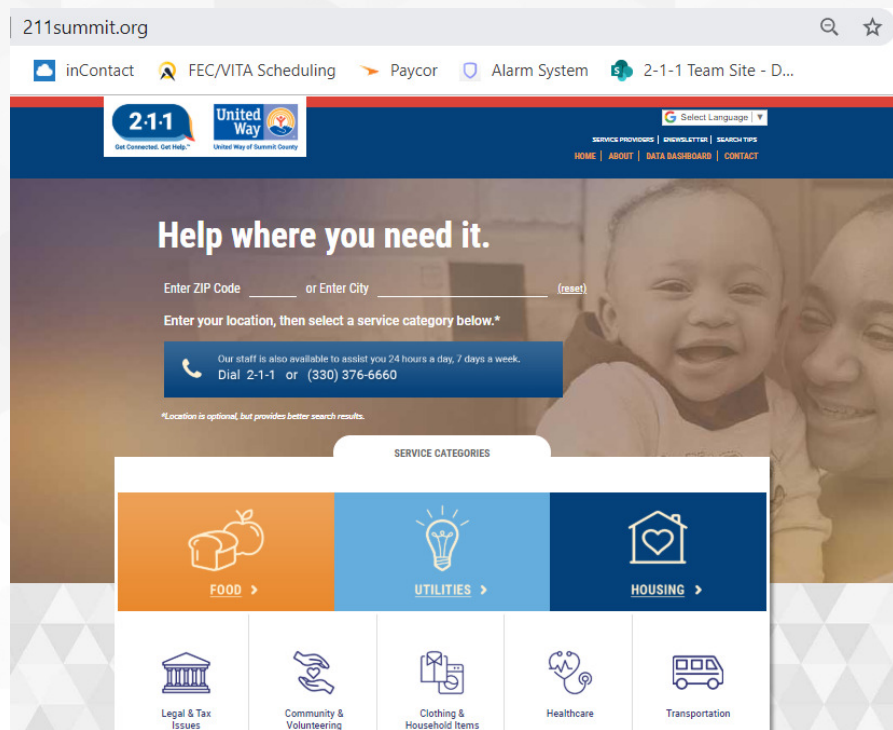 211summit.org
inContact FEC/VITA Scheduling Paycor Alarm System 2-1-1 Team Site - D...
2·1·1
Get Connected. Get Help.™
United
Way
United Way of Summit County
Select Language ▼
SERVICE PROVIDERS | ENEWSLETTER | SEARCH TIPS
HOME | ABOUT | DATA DASHBOARD | CONTACT
Help where you need it.
Enter ZIP Code ______ or Enter City ______ (reset)
Enter your location, then select a service category below.*
Our staff is also available to assist you 24 hours a day, 7 days a week.
Dial 2-1-1 or (330) 376-6660
*Location is optional, but provides better search results.
SERVICE CATEGORIES
FOOD > UTILITIES > HOUSING >
Legal & Tax
Issues
Community &
Volunteering
Clothing &
Household Items
Healthcare
Transportation